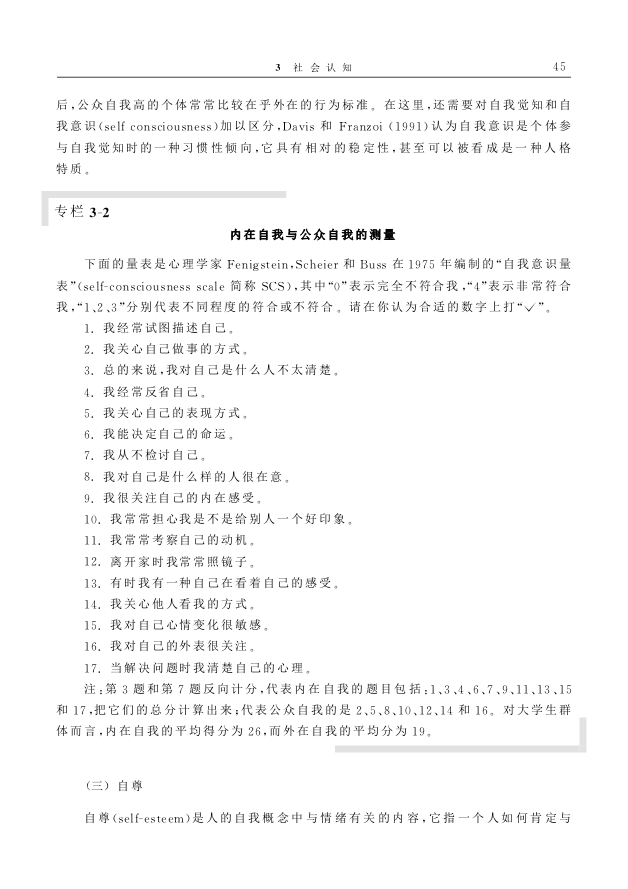 3 社会认知 45
后,公众自我高的个体常常比较在乎外在的行为标准。在这里,还需要对自我觉知和自
我意识(self consciousness)加以区分,Davis 和 Franzoi (1991)认为自我意识是个体参
与自我觉知时的一种习惯性倾向,它具有相对的稳定性,甚至可以被看成是一种人格
特质。
专栏 3-2
内在自我与公众自我的测量
下面的量表是心理学家 Fenigstein,Scheier 和 Buss 在 1975 年编制的“自我意识量
表”(self-consciousness scale 简称 SCS),其中“0”表示完全不符合我,“4”表示非常符合
我,“1、2、3”分别代表不同程度的符合或不符合。请在你认为合适的数字上打“✓”。
1. 我经常试图描述自己。
2. 我关心自己做事的方式。
3. 总的来说,我对自己是什么人不太清楚。
4. 我经常反省自己。
5. 我关心自己的表现方式。
6. 我能决定自己的命运。
7. 我从不检讨自己。
8. 我对自己是什么样的人很在意。
9. 我很关注自己的内在感受。
10. 我常常担心我是不是给别人一个好印象。
11. 我常常考察自己的动机。
12. 离开家时我常常照镜子。
13. 有时我有一种自己在看着自己的感受。
14. 我关心他人看我的方式。
15. 我对自己心情变化很敏感。
16. 我对自己的外表很关注。
17. 当解决问题时我清楚自己的心理。
注:第 3 题和第 7 题反向计分,代表内在自我的题目包括:1、3、4、6、7、9、11、13、15
和 17,把它们的总分计算出来;代表公众自我的是 2、5、8、10、12、14 和 16。对大学生群
体而言,内在自我的平均得分为 26,而外在自我的平均分为 19。
(三) 自尊
自尊(self-esteem)是人的自我概念中与情绪有关的内容,它指一个人如何肯定与